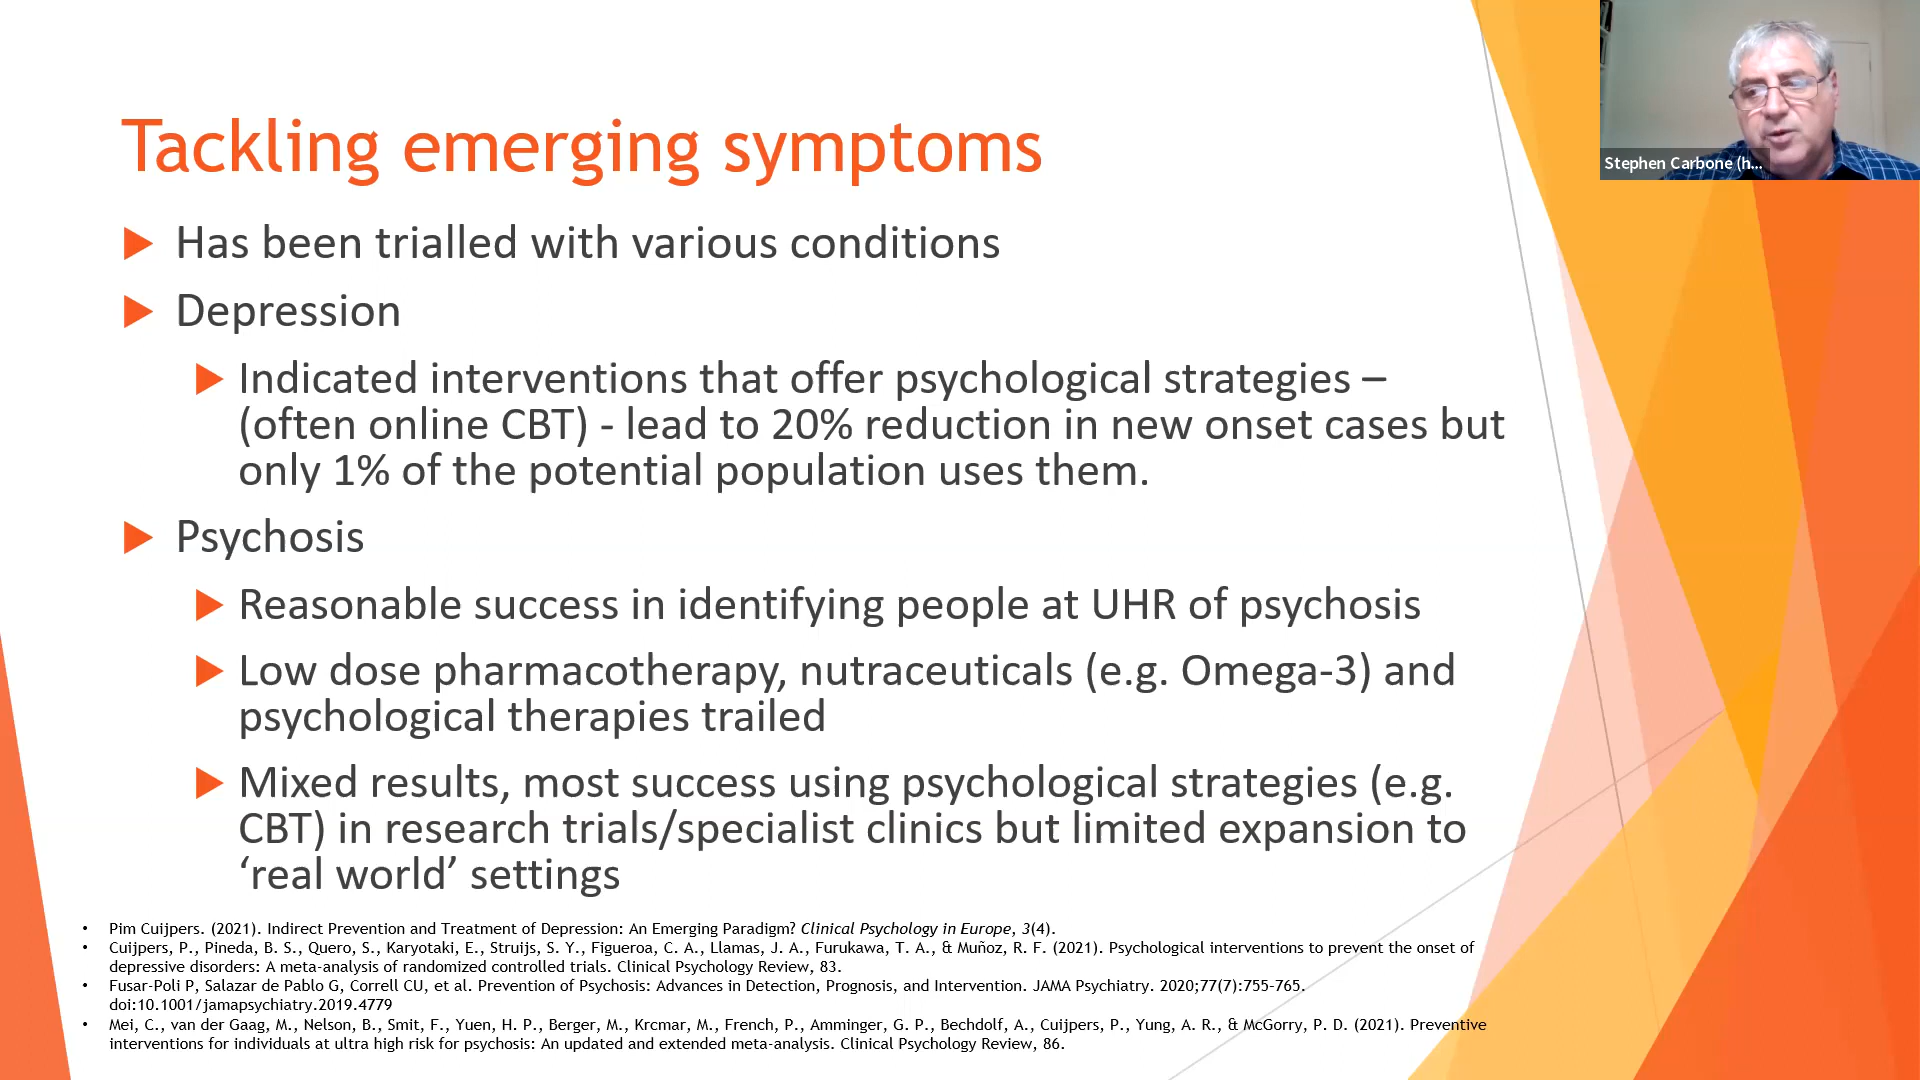 Tackling emerging symptoms
Stephen Carbone (h...
Has been trialled with various conditions
Depression
Indicated interventions that offer psychological strategies –
(often online CBT) - lead to 20% reduction in new onset cases but
only 1% of the potential population uses them.
Psychosis
Reasonable success in identifying people at UHR of psychosis
Low dose pharmacotherapy, nutraceuticals (e.g. Omega-3) and
psychological therapies trailed
Mixed results, most success using psychological strategies (e.g.
CBT) in research trials/specialist clinics but limited expansion to
‘real world’ settings
• Pim Cuijpers. (2021). Indirect Prevention and Treatment of Depression: An Emerging Paradigm? Clinical Psychology in Europe, 3(4).
• Cuijpers, P., Pineda, B. S., Quero, S., Karyotaki, E., Struijs, S. Y., Figueroa, C. A., Llamas, J. A., Furukawa, T. A., & Muñoz, R. F. (2021). Psychological interventions to prevent the onset of
depressive disorders: A meta-analysis of randomized controlled trials. Clinical Psychology Review, 83.
• Fusar-Poli P, Salazar de Pablo G, Correll CU, et al. Prevention of Psychosis: Advances in Detection, Prognosis, and Intervention. JAMA Psychiatry. 2020;77(7):755-765.
doi:10.1001/jamapsychiatry.2019.4779
• Mei, C., van der Gaag, M., Nelson, B., Smit, F., Yuen, H. P., Berger, M., Krcmar, M., French, P., Amminger, G. P., Bechdolf, A., Cuijpers, P., Yung, A. R., & McGorry, P. D. (2021). Preventive
interventions for individuals at ultra high risk for psychosis: An updated and extended meta-analysis. Clinical Psychology Review, 86.